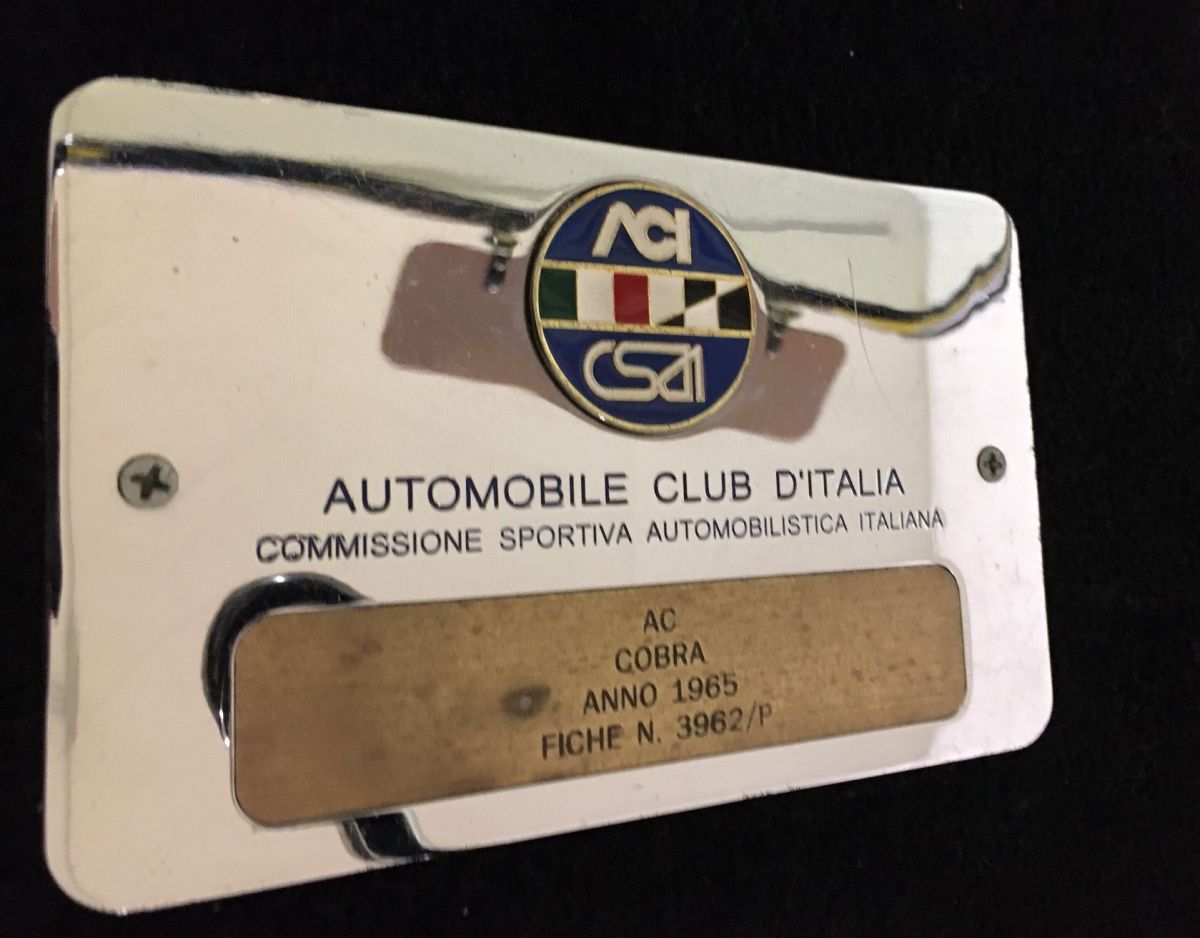 ACI
CSAI
AUTOMOBILE CLUB D'ITALIA
COMMISSIONE SPORTIVA AUTOMOBILISTICA ITALIANA
AC
COBRA
ANNO 1965
FICHE N. 3962/P